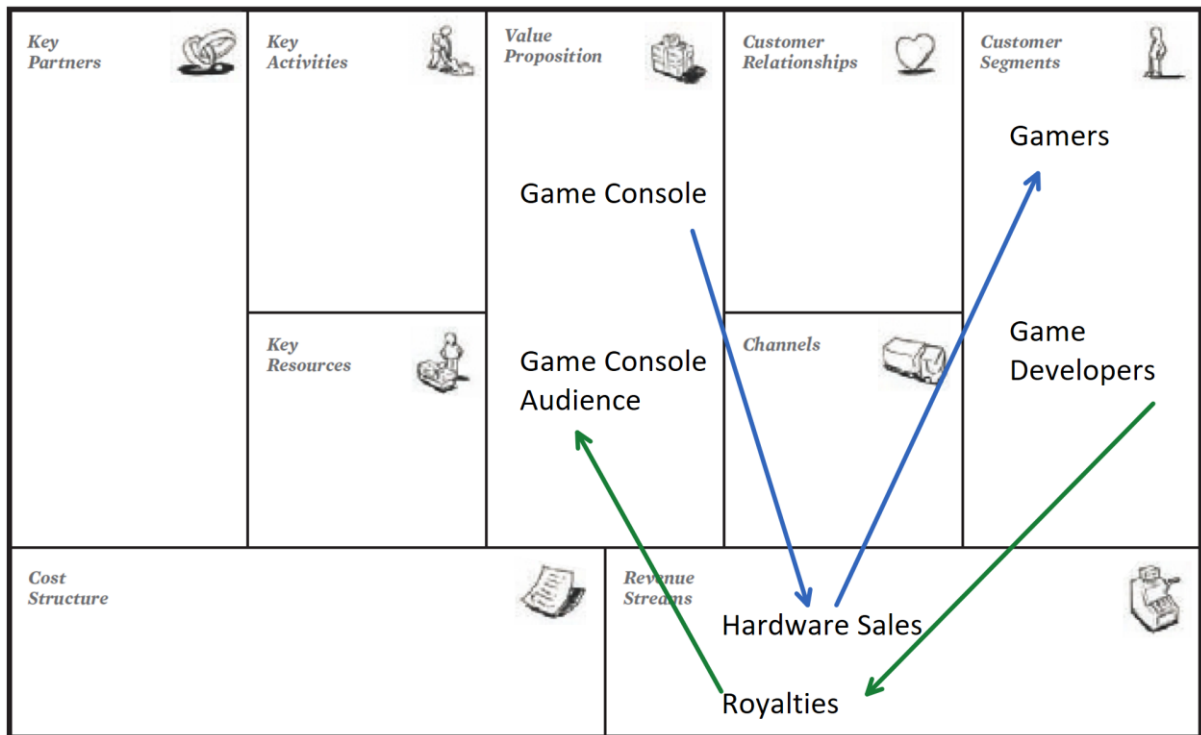 Key
Partners
Key
Activities
Value
Proposition
Customer
Relationships
Customer
Segments
Gamers
Game Console
Key
Resources
Game Console
Audience
Channels
Game
Developers
Cost
Structure
Revenue
Streams
Hardware Sales
Royalties